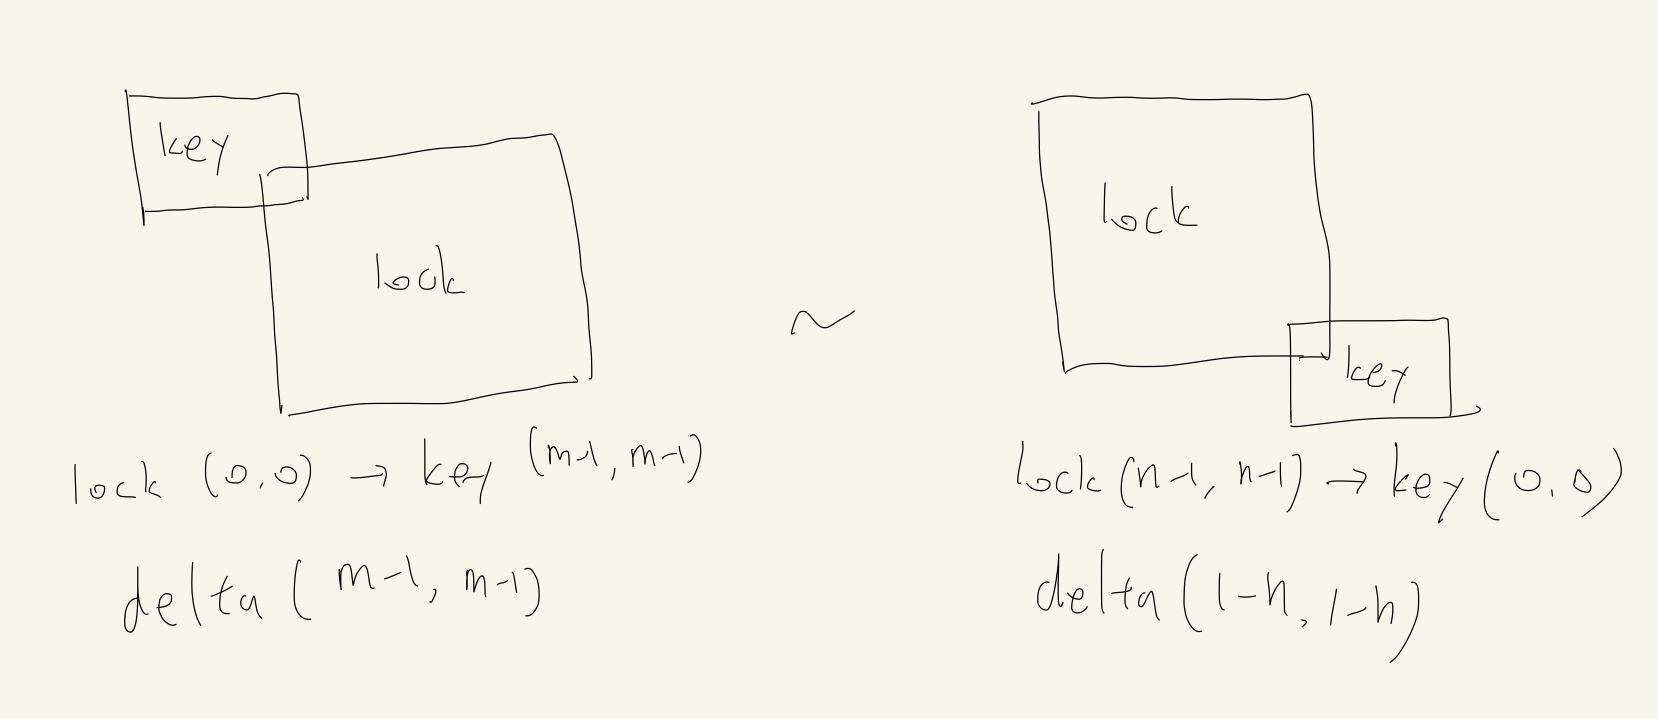 key
lock
lock (0,0) → key (m-1, m-1)
delta ( m-1, m-1)
~
lock
key
lock (n-1, n-1) → key (0,0)
delta (1-n, 1-n)